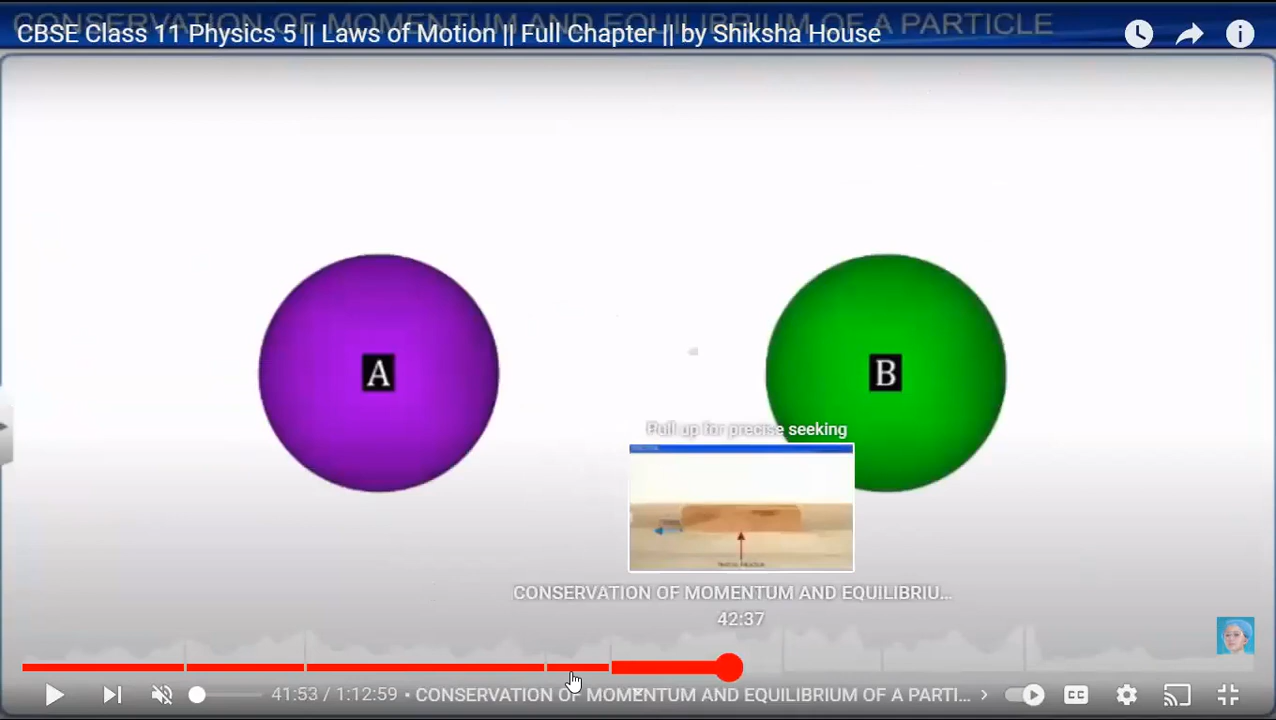 CONSERVATION OF MOMENTUM AND EQUILIBRIUM OF A PARTICLE
CBSE Class 11 Physics 5 || Laws of Motion || Full Chapter || by Shiksha House
A
B
Pull up for precise seeking
CONSERVATION OF MOMENTUM AND EQUILIBRIU...
42:37
41:53 / 1:12:59 • CONSERVATION OF MOMENTUM AND EQUILIBRIUM OF A PARTI... >
CC